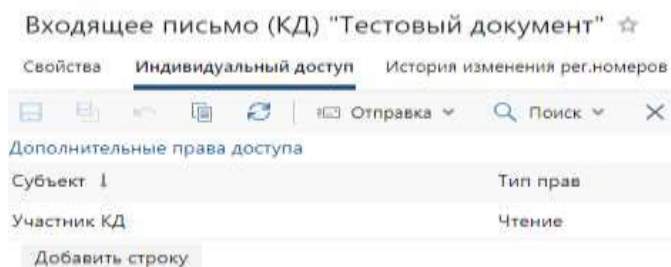 Входящее письмо (КД) "Тестовый документ"
Свойства Индивидуальный доступ История изменения рег.номеров
Отправка Поиск
Дополнительные права доступа
Субъект Тип прав
Участник КД Чтение
Добавить строку